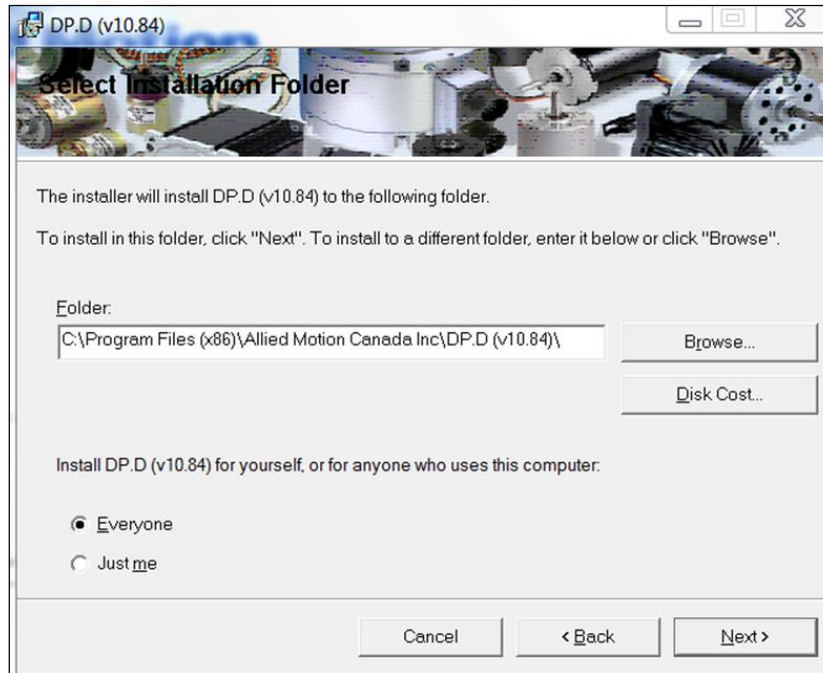 DP.D (v10.84)
Select Installation Folder
The installer will install DP.D (v10.84) to the following folder.
To install in this folder, click "Next". To install to a different folder, enter it below or click "Browse".
Folder:
C:\Program Files (x86)\Allied Motion Canada Inc\DP.D (v10.84)\
Browse...
Disk Cost...
Install DP.D (v10.84) for yourself, or for anyone who uses this computer:
Everyone
Just me
Cancel
< Back
Next >